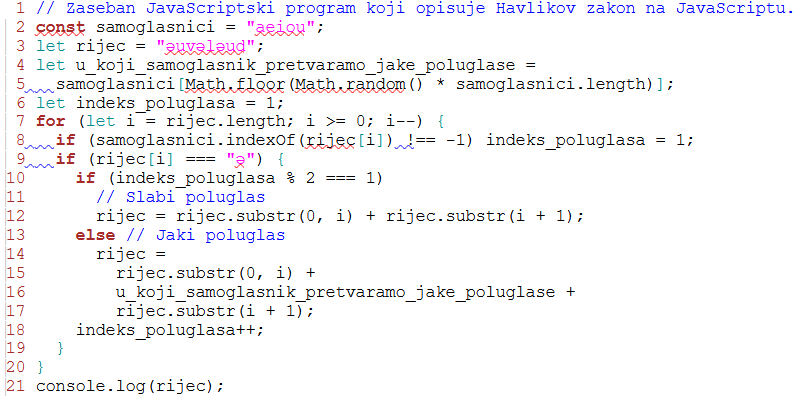 1 // Zaseban JavaScriptski program koji opisuje Havlikov zakon na JavaScriptu.
2 const samoglasnici = "aeiou";
3 let rijec = "əuvələud";
4 let u_koji_samoglasnik_pretvaramo_jake_poluglase =
5   samoglasnici[Math.floor(Math.random() * samoglasnici.length)];
6 let indeks_poluglasa = 1;
7 for (let i = rijec.length; i >= 0; i--) {
8   if (samoglasnici.indexOf(rijec[i]) !== -1) indeks_poluglasa = 1;
9   if (rijec[i] === "ə") {
10     if (indeks_poluglasa % 2 === 1)
11       // Slabi poluglas
12       rijec = rijec.substr(0, i) + rijec.substr(i + 1);
13     else // Jaki poluglas
14       rijec =
15         rijec.substr(0, i) +
16         u_koji_samoglasnik_pretvaramo_jake_poluglase +
17         rijec.substr(i + 1);
18     indeks_poluglasa++;
19   }
20 }
21 console.log(rijec);